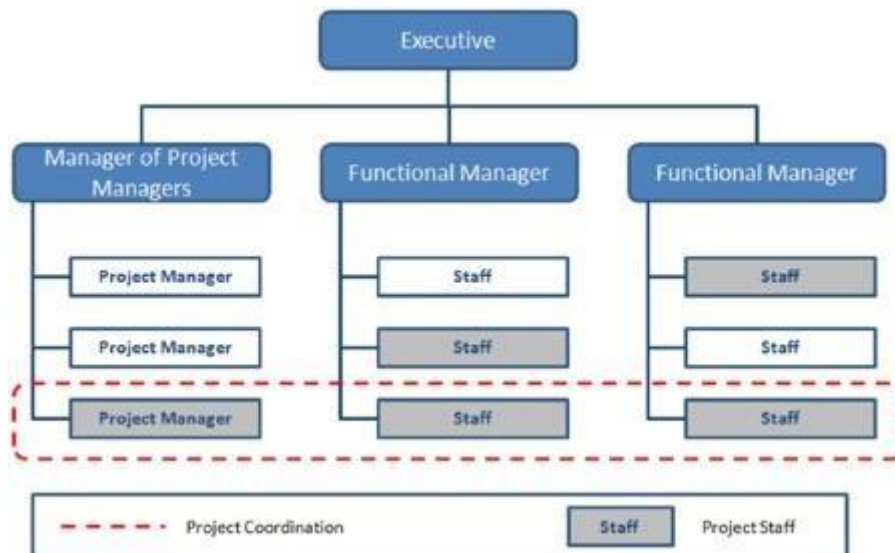 Executive
Manager of Project
Managers
Functional Manager
Functional Manager
Project Manager
Staff
Staff
Project Manager
Staff
Staff
Project Manager
Staff
Staff
Project Coordination
Staff
Project Staff